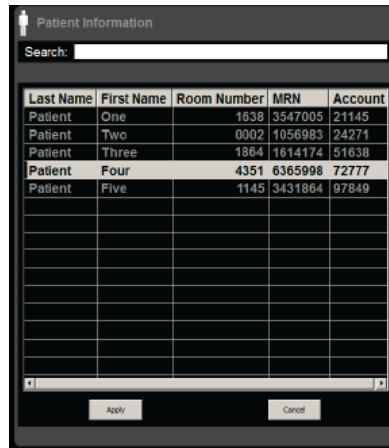 Patient Information
Search:
Last Name First Name Room Number MRN Account
Patient One 1638 3547005 21145
Patient Two 0002 1056983 24271
Patient Three 1864 1614174 51638
Patient Four 4351 6365998 72777
Patient Five 1145 3431864 97849
Apply Cancel